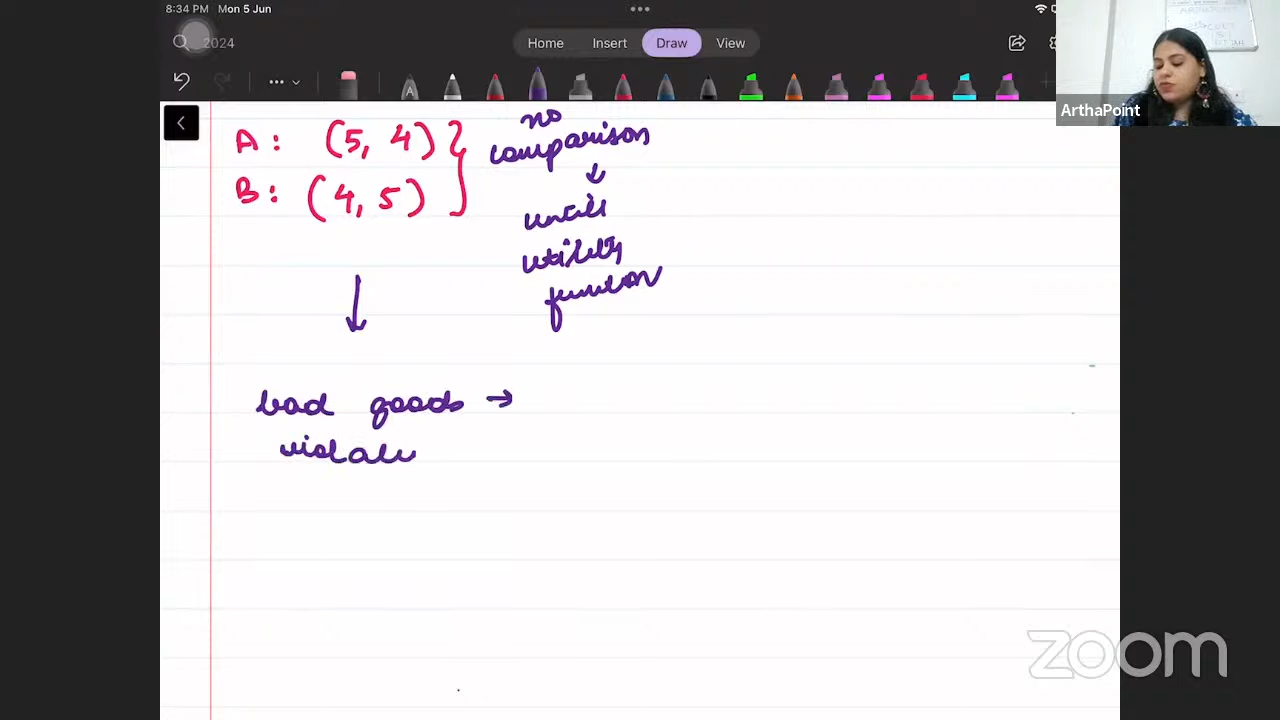 8:34 PM Mon 5 Jun
2024
Home Insert Draw View
A
ArthaPoint
A: (5, 4)
B: (4, 5)
no
comparison
until
utility
function
bad goods →
violate
zoom